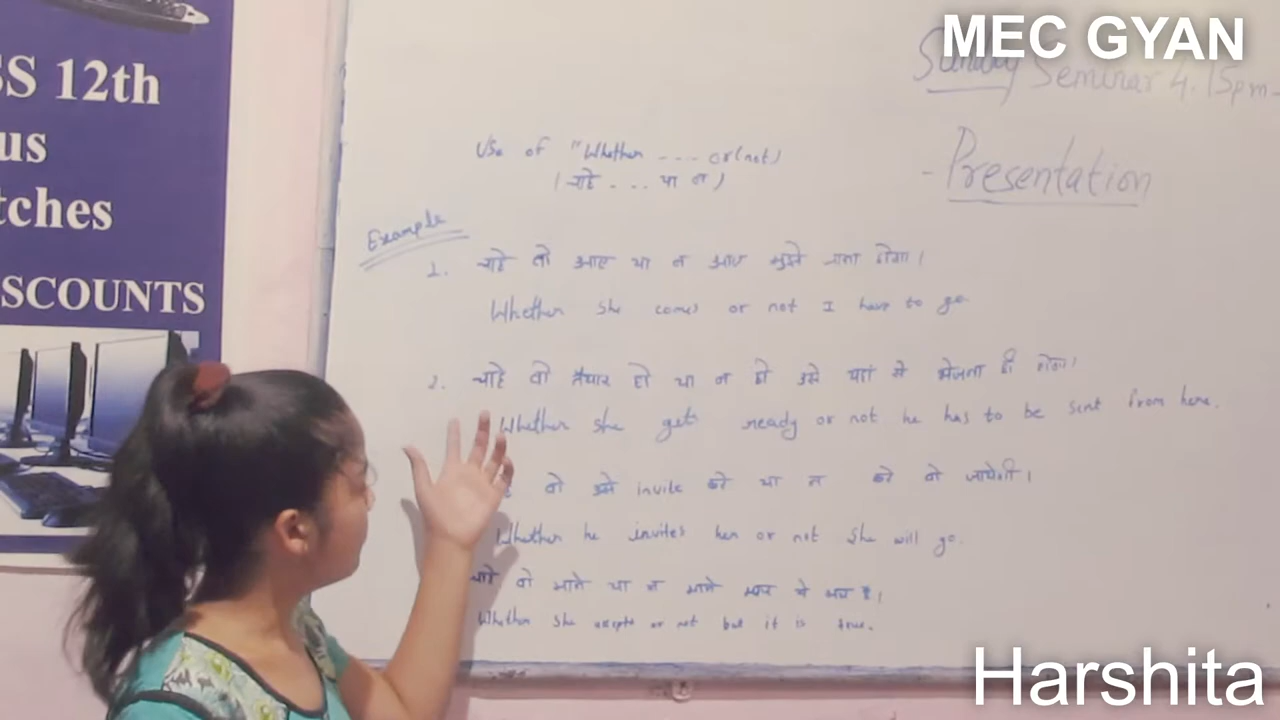 MEC GYAN
SS 12th
us
tches
SCOUNTS
Sunday Seminar 4.15pm
- Presentation
Use of "Whether --- or(not)
(चाहे ... या न)
Example
1. चाहे वो आए या न आए मुझे जाना होगा।
Whether she comes or not I have to go
2. चाहे वो तैयार हो या न हो उसे यहां से भेजना ही होगा।
Whether she gets ready or not he has to be sent from here.
वो उसे invite करे या न करे वो जायेगी।
Whether he invites her or not she will go.
चाहे वो माने या न माने
Whether she or not but it is true.
Harshita